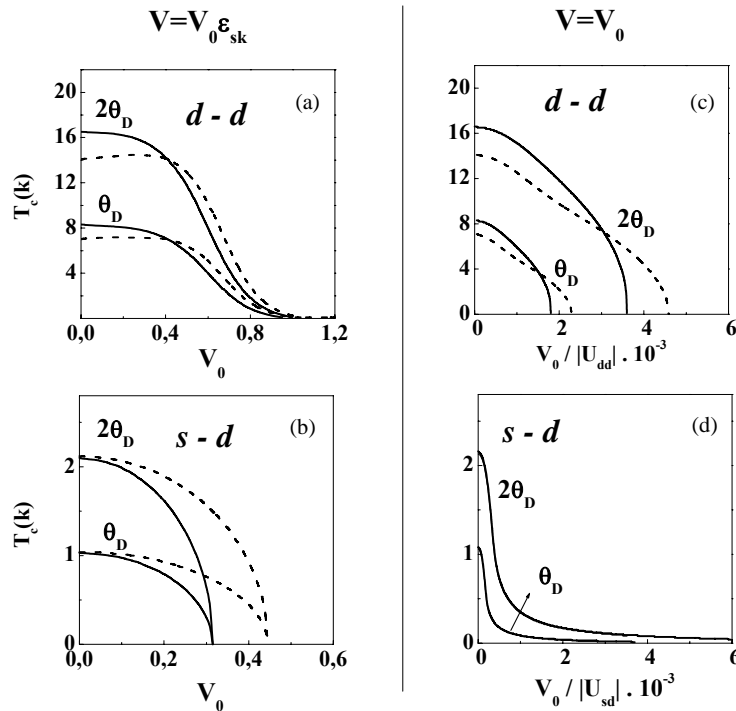 V=V₀ε_sk
V=V₀
(a)
d - d
2θ_D
θ_D
T_c(k)
20
16
12
8
4
0,0 0,4 0,8 1,2
V₀
(c)
d - d
2θ_D
θ_D
20
16
12
8
4
0
0 2 4 6
V₀ / |U_dd| . 10⁻³
(b)
s - d
2θ_D
θ_D
T_c(k)
2
1
0
0,0 0,2 0,4 0,6
V₀
(d)
s - d
2θ_D
θ_D
2
1
0
0 2 4 6
V₀ / |U_sd| . 10⁻³